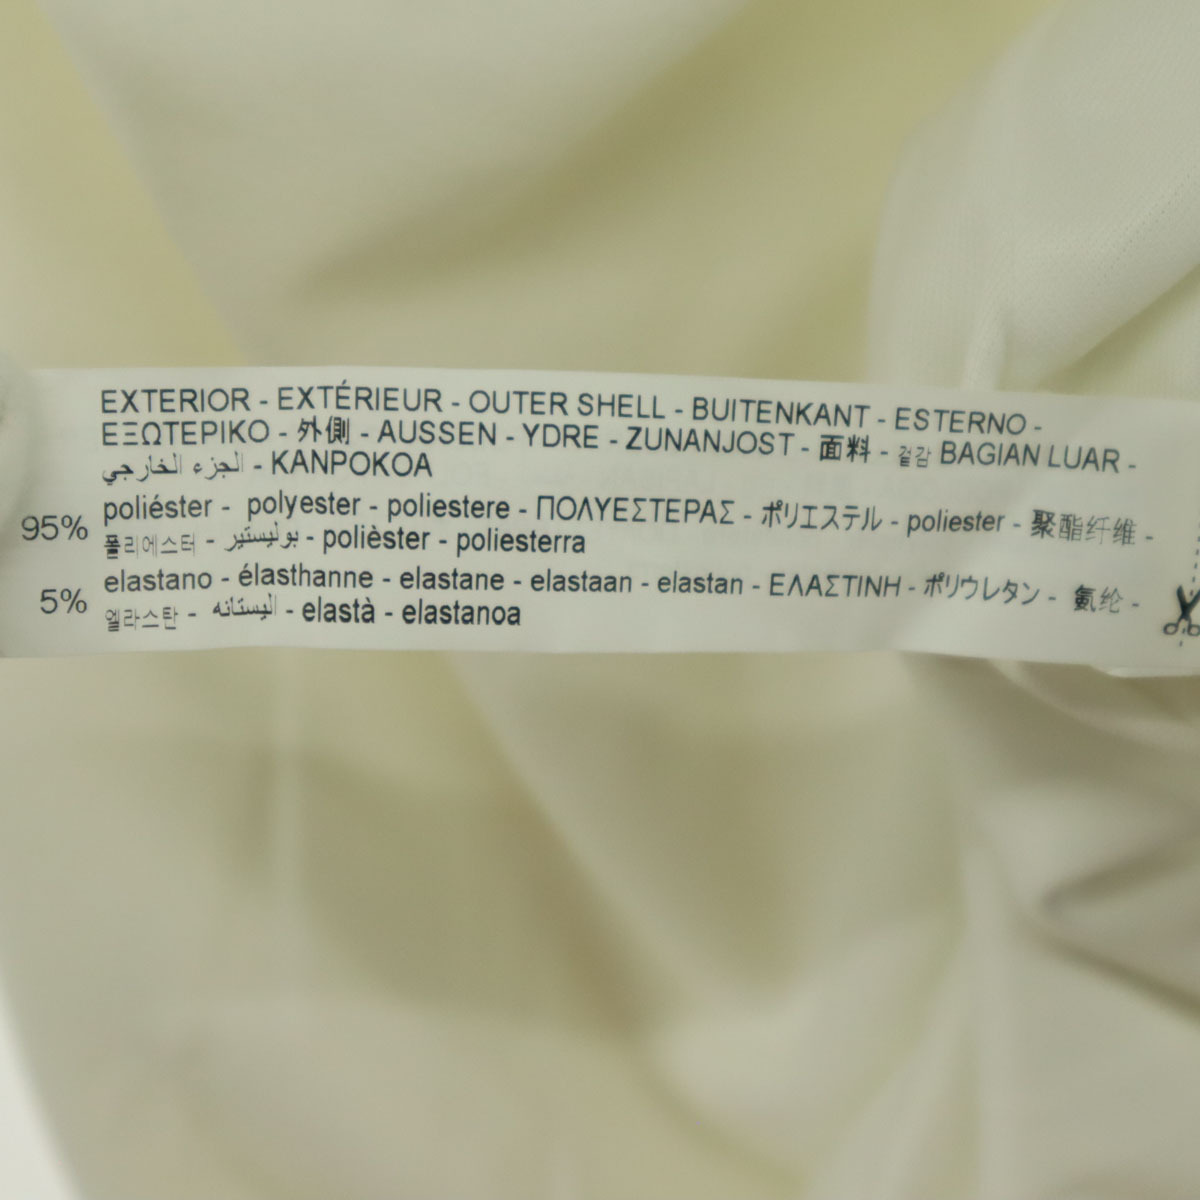 EXTERIOR - EXTÉRIEUR - OUTER SHELL - BUITENKANT - ESTERNO -
ΕΞΩΤΕΡΙΚΟ - 外側 - AUSSEN - YDRE - ZUNANJOST - 面料 - 겉감 BAGIAN LUAR -
الجزء الخارجي - KANPOKOA
95% poliéster - polyester - poliestere - ΠΟΛΥΕΣΤΕΡΑΣ - ポリエステル - poliester - 聚酯纤维 -
폴리에스터 - بوليستير - polièster - poliesterra
5% elastano - élasthanne - elastane - elastaan - elastan - ΕΛΑΣΤΙΝΗ - ポリウレタン - 氨纶 -
엘라스탄 - اليستانه - elastà - elastanoa